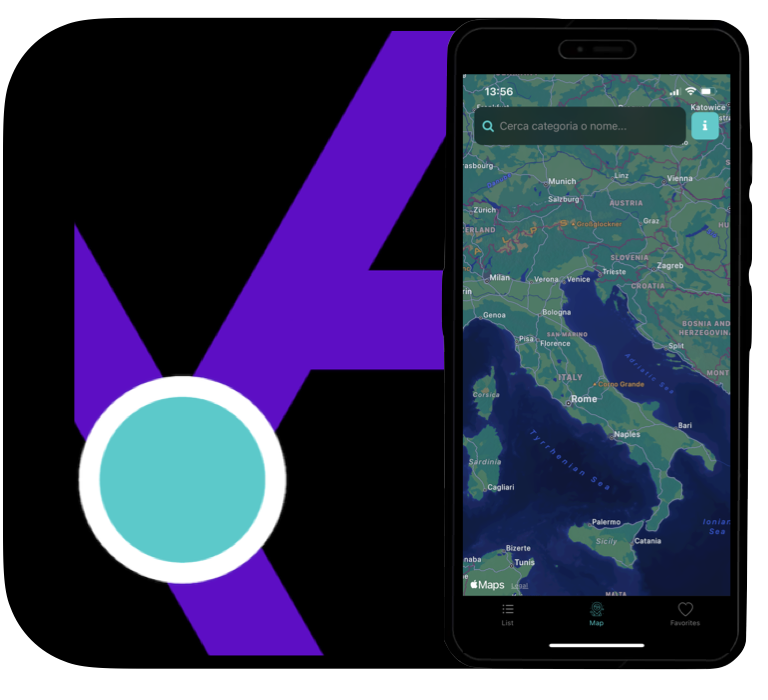 13:56
Katowice
Cerca categoria o nome...
i
Munich
Linz
Vienna
Salzburg
AUSTRIA
Zürich
Graz
Großglockner
SLOVENIA
Zagreb
Milan
Verona
Venice
Trieste
CROATIA
Genoa
Bologna
BOSNIA AND
SAN MARINO
Pisa
Florence
Split
Adriatic Sea
ITALY
Corno Grande
Corsica
Rome
Naples
Bari
Tyrrhenian Sea
Sardinia
Cagliari
Palermo
Ionian
Sea
Sicily
Catania
Bizerte
Tunis
Maps
Legal
List
Map
Favorites